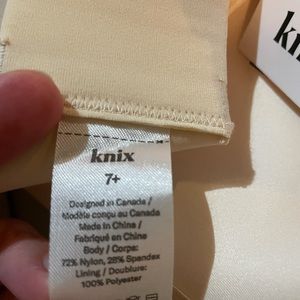 knix
7+
Designed in Canada /
Modèle conçu au Canada
Made in China /
Fabriqué en China
Body / Corps:
72% Nylon, 28% Spandex
Lining / Doublure:
100% Polyester
kn